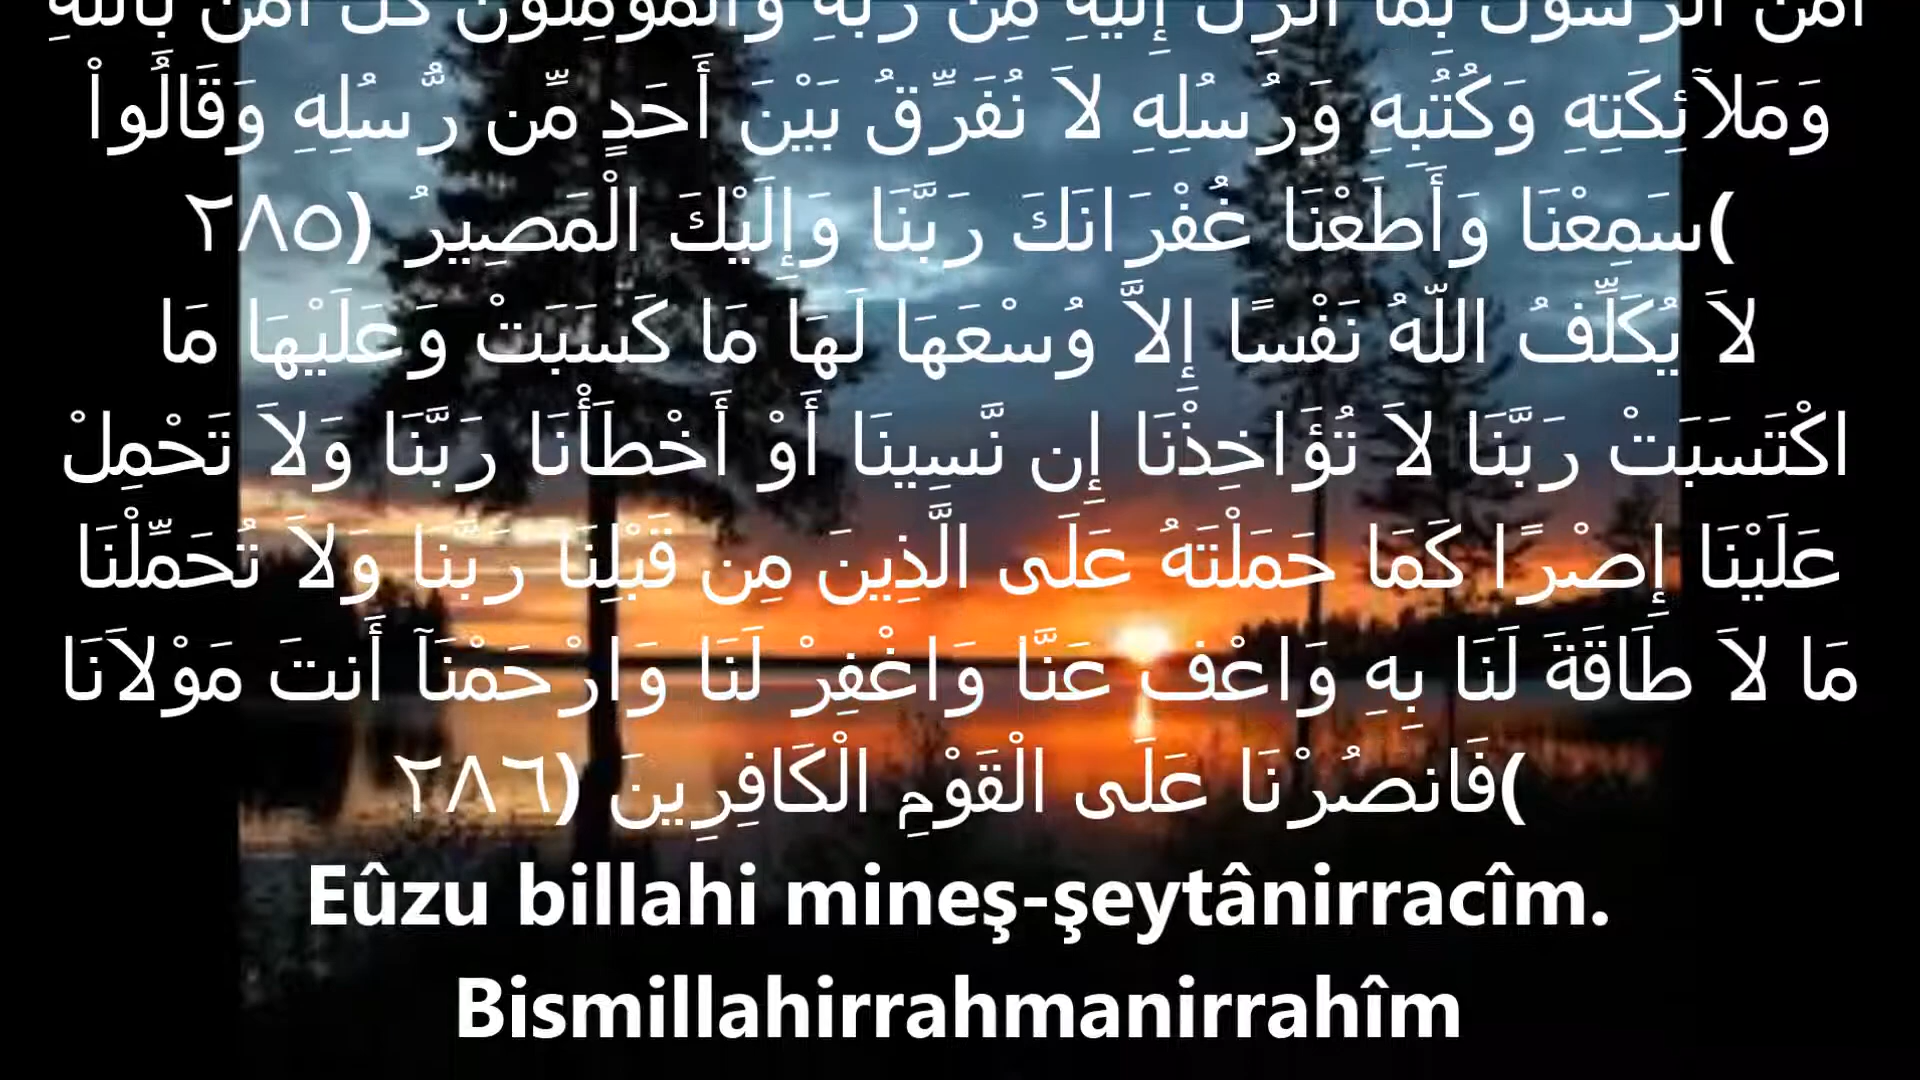 آمَنَ الرَّسُولُ بِمَا أُنزِلَ إِلَيْهِ مِن رَّبِّهِ وَالْمُؤْمِنُونَ كُلٌّ آمَنَ بِاللّهِ
وَمَلآئِكَتِهِ وَكُتُبِهِ وَرُسُلِهِ لاَ نُفَرِّقُ بَيْنَ أَحَدٍ مِّن رُّسُلِهِ وَقَالُواْ
)سَمِعْنَا وَأَطَعْنَا غُفْرَانَكَ رَبَّنَا وَإِلَيْكَ الْمَصِيرُ (٢٨٥
لاَ يُكَلِّفُ اللّهُ نَفْسًا إِلاَّ وُسْعَهَا لَهَا مَا كَسَبَتْ وَعَلَيْهَا مَا
اكْتَسَبَتْ رَبَّنَا لاَ تُؤَاخِذْنَا إِن نَّسِينَا أَوْ أَخْطَأْنَا رَبَّنَا وَلاَ تَحْمِلْ
عَلَيْنَا إِصْرًا كَمَا حَمَلْتَهُ عَلَى الَّذِينَ مِن قَبْلِنَا رَبَّنَا وَلاَ تُحَمِّلْنَا
مَا لاَ طَاقَةَ لَنَا بِهِ وَاعْفُ عَنَّا وَاغْفِرْ لَنَا وَارْحَمْنَآ أَنتَ مَوْلاَنَا
)فَانصُرْنَا عَلَى الْقَوْمِ الْكَافِرِينَ (٢٨٦
Eûzu billahi mineş-şeytânirracîm.
Bismillahirrahmanirrahîm